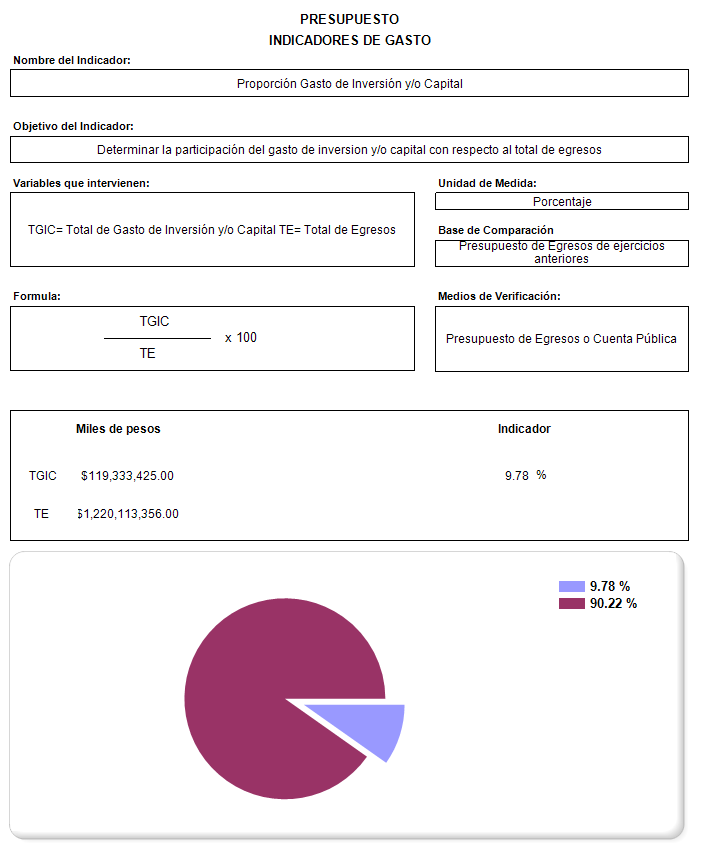 PRESUPUESTO
INDICADORES DE GASTO
Nombre del Indicador:
Proporción Gasto de Inversión y/o Capital
Objetivo del Indicador:
Determinar la participación del gasto de inversion y/o capital con respecto al total de egresos
Variables que intervienen:
TGIC= Total de Gasto de Inversión y/o Capital TE= Total de Egresos
Unidad de Medida:
Porcentaje
Base de Comparación
Presupuesto de Egresos de ejercicios
anteriores
Formula:
TGIC
x 100
TE
Medios de Verificación:
Presupuesto de Egresos o Cuenta Pública
Miles de pesos Indicador
TGIC $119,333,425.00 9.78 %
TE $1,220,113,356.00
9.78 %
90.22 %